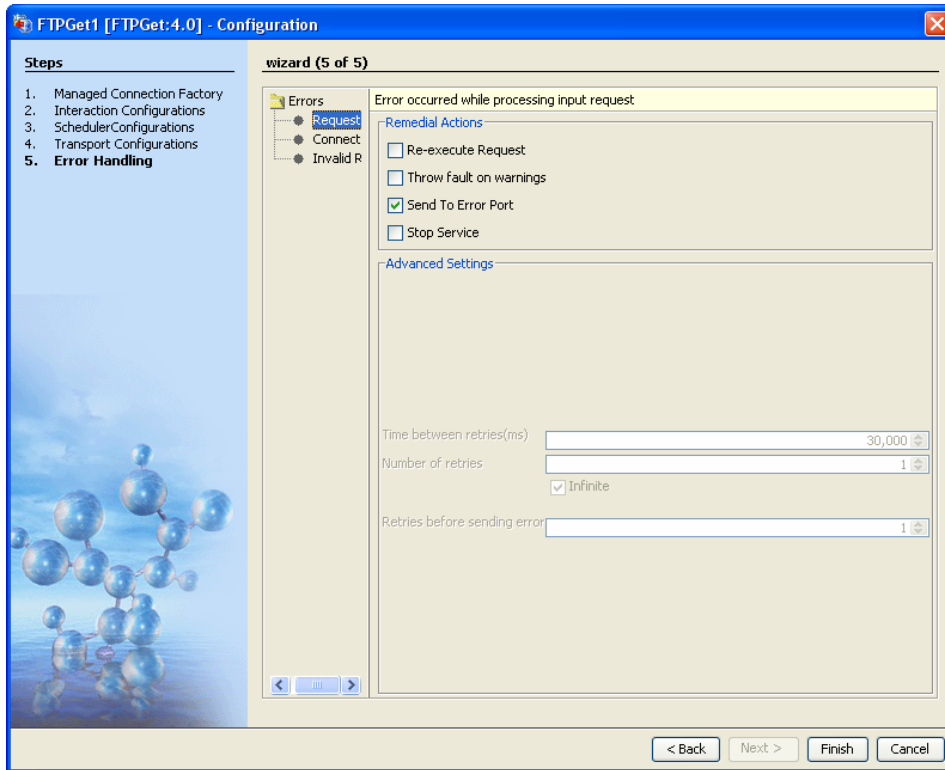 FTPGet1 [FTPGet:4.0] - Configuration
Steps
1. Managed Connection Factory
2. Interaction Configurations
3. SchedulerConfigurations
4. Transport Configurations
5. Error Handling
wizard (5 of 5)
Errors
Request
Connect
Invalid R
Error occurred while processing input request
Remedial Actions
Re-execute Request
Throw fault on warnings
Send To Error Port
Stop Service
Advanced Settings
Time between retries(ms) 30,000
Number of retries 1
Infinite
Retries before sending error 1
< Back Next > Finish Cancel